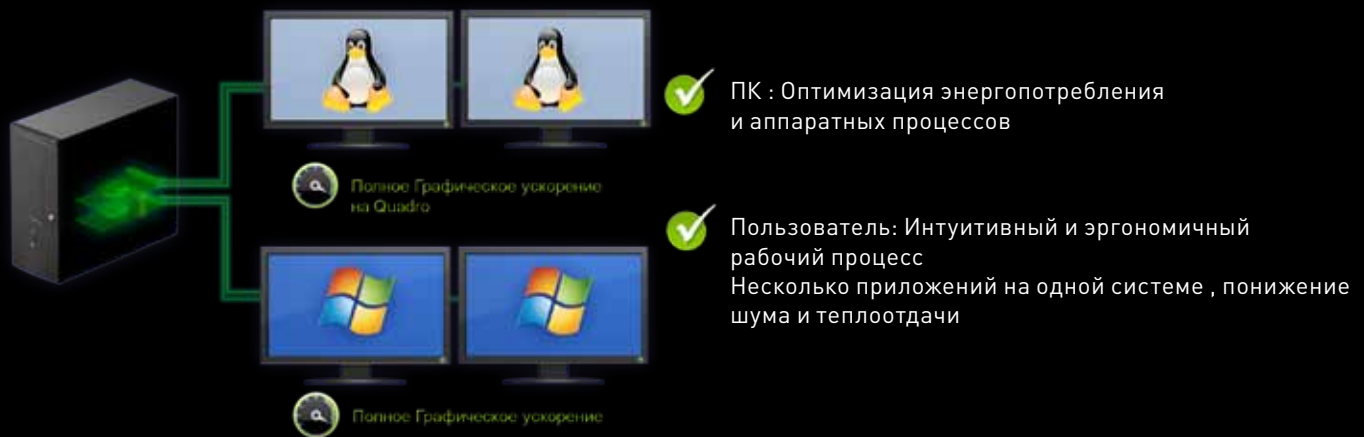 ПК : Оптимизация энергопотребления
и аппаратных процессов
Полное Графическое ускорение
на Quadro
Пользователь: Интуитивный и эргономичный
рабочий процесс
Несколько приложений на одной системе , понижение
шума и теплоотдачи
Полное Графическое ускорение